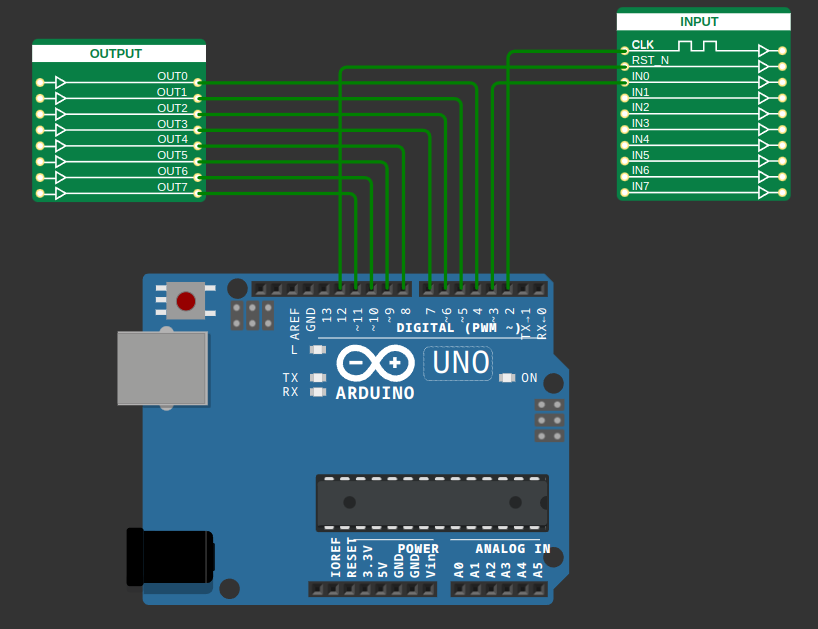 INPUT
CLK
RST_N
IN0
IN1
IN2
IN3
IN4
IN5
IN6
IN7
OUTPUT
OUT0
OUT1
OUT2
OUT3
OUT4
OUT5
OUT6
OUT7
AREF
GND
13
12
~11
~10
~9
8
7
~6
~5
4
~3
2
TX→1
RX←0
DIGITAL (PWM ~)
L
TX
RX
UNO
ON
ARDUINO
IOREF
RESET
3.3V
5V
GND
GND
Vin
POWER
ANALOG IN
A0
A1
A2
A3
A4
A5